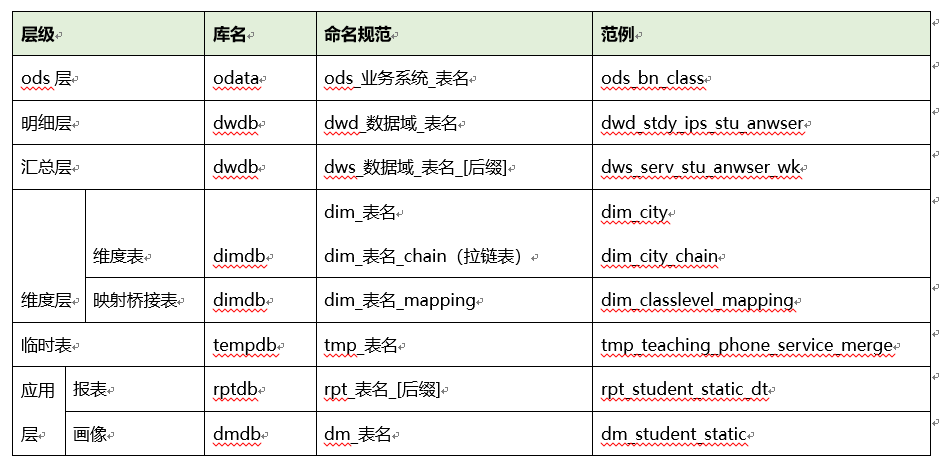 层级 库名 命名规范 范例
ods层 odata ods_业务系统_表名 ods_bn_class
明细层 dwdb dwd_数据域_表名 dwd_stdy_ips_stu_anwser
汇总层 dwdb dws_数据域_表名_[后缀] dws_serv_stu_anwser_wk
dim_表名 dim_city
维度表 dimdb dim_表名_chain（拉链表） dim_city_chain
维度层 映射桥接表 dimdb dim_表名_mapping dim_classlevel_mapping
临时表 tempdb tmp_表名 tmp_teaching_phone_service_merge
应用 报表 rptdb rpt_表名_[后缀] rpt_student_static_dt
层 画像 dmdb dm_表名 dm_student_static